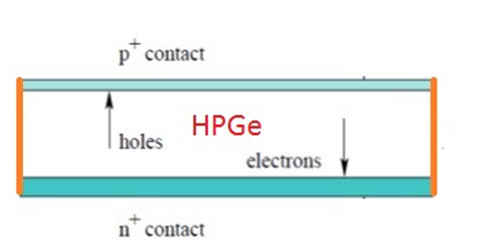 p+ contact
HPGe
holes
electrons
n+ contact